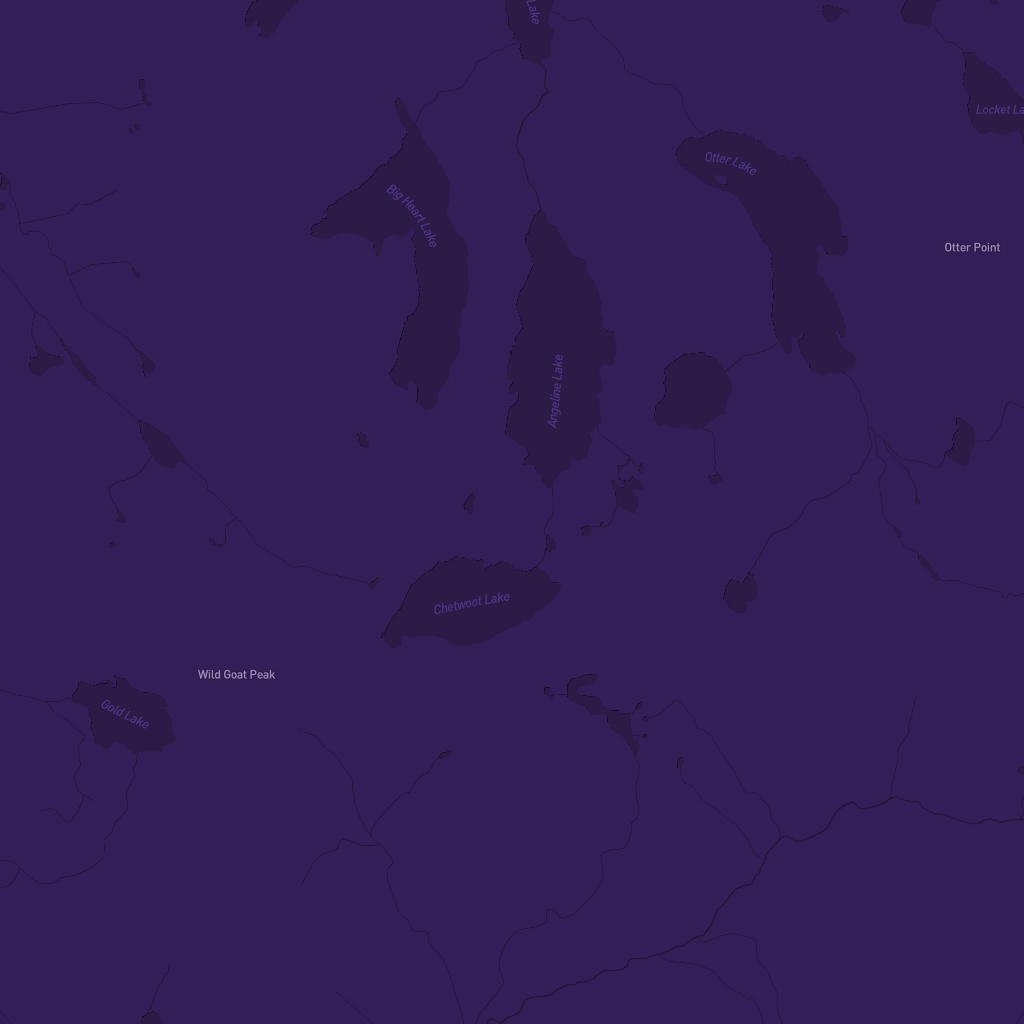 Lake
Locket La
Otter Lake
Big Heart Lake
Otter Point
Angeline Lake
Chetwoot Lake
Wild Goat Peak
Gold Lake